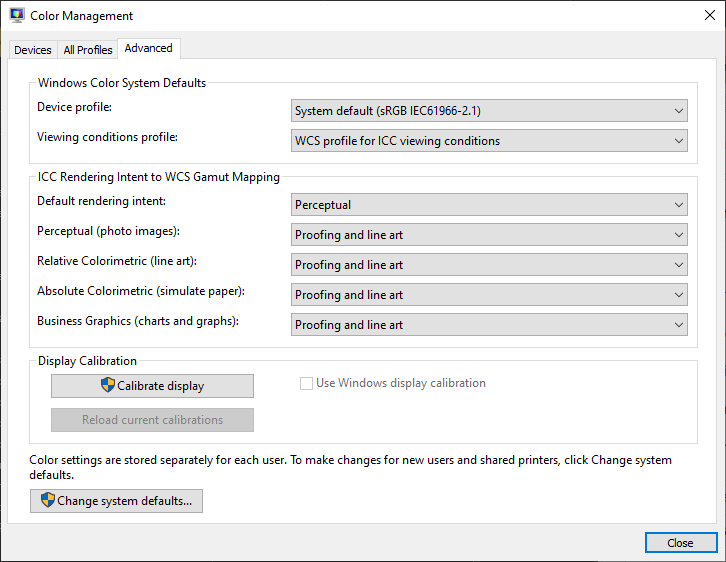 Color Management
Devices
All Profiles
Advanced
Windows Color System Defaults
Device profile:
System default (sRGB IEC61966-2.1)
Viewing conditions profile:
WCS profile for ICC viewing conditions
ICC Rendering Intent to WCS Gamut Mapping
Default rendering intent:
Perceptual
Perceptual (photo images):
Proofing and line art
Relative Colorimetric (line art):
Proofing and line art
Absolute Colorimetric (simulate paper):
Proofing and line art
Business Graphics (charts and graphs):
Proofing and line art
Display Calibration
Calibrate display
Use Windows display calibration
Reload current calibrations
Color settings are stored separately for each user. To make changes for new users and shared printers, click Change system
defaults.
Change system defaults...
Close